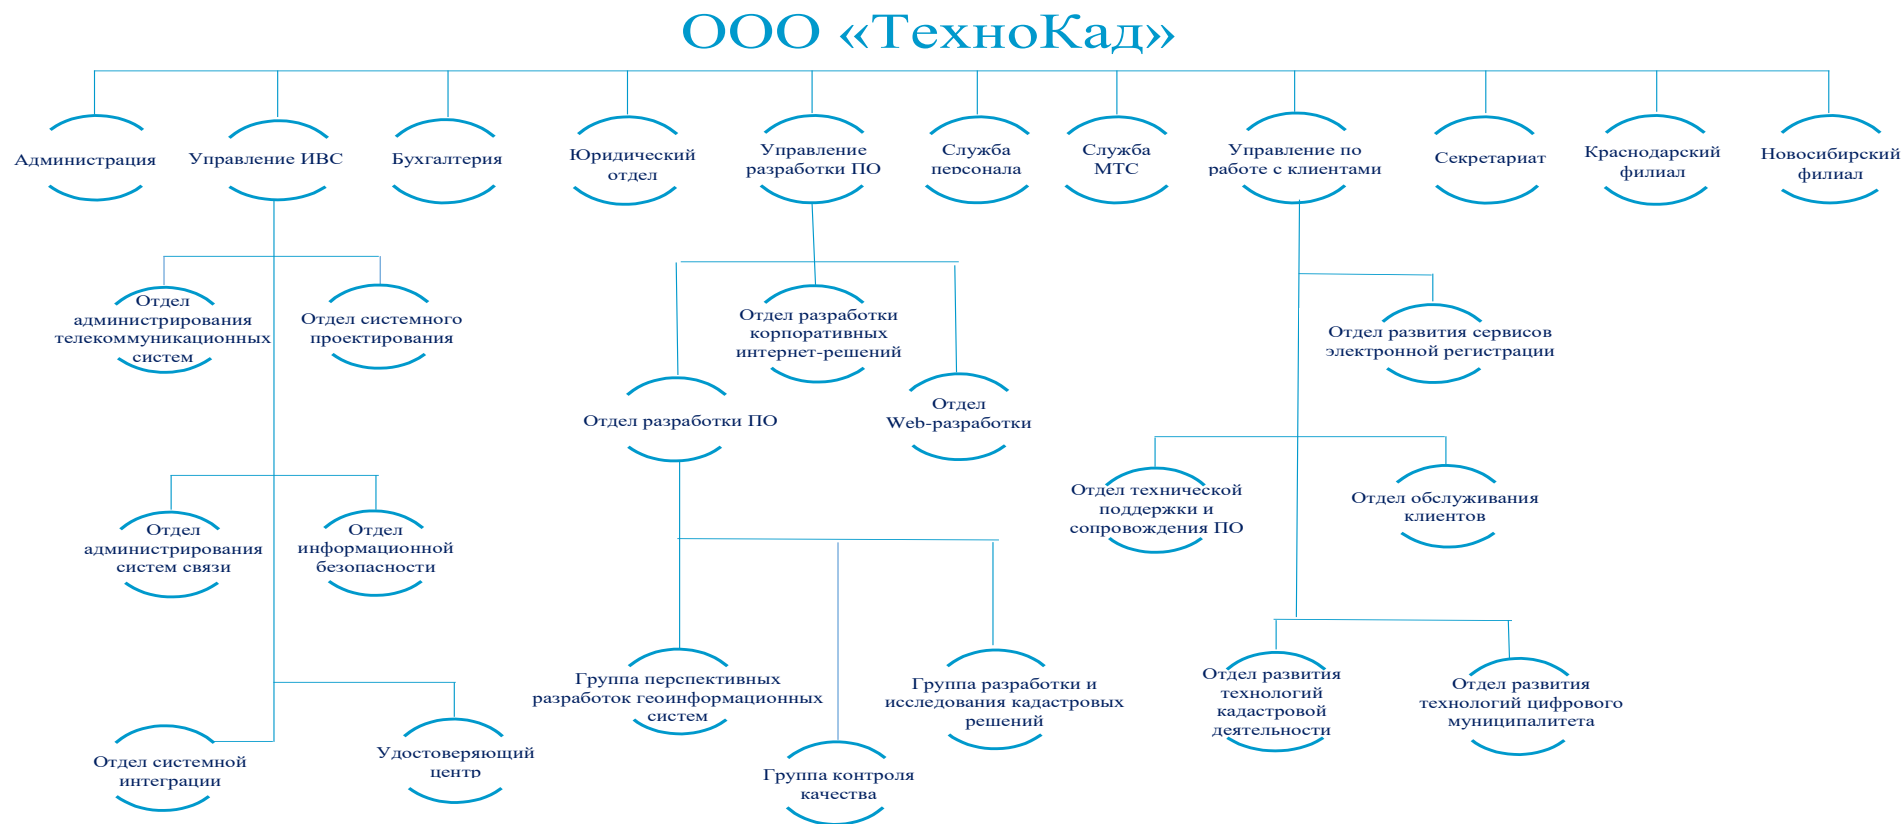 ООО «ТехноКад»
Администрация
Управление ИВС
Бухгалтерия
Юридический
отдел
Управление
разработки ПО
Служба
персонала
Служба
МТС
Управление по
работе с клиентами
Секретариат
Краснодарский
филиал
Новосибирский
филиал
Отдел
администрирования
телекоммуникационных
систем
Отдел системного
проектирования
Отдел разработки
корпоративных
интернет-решений
Отдел развития сервисов
электронной регистрации
Отдел разработки ПО
Отдел
Web-разработки
Отдел технической
поддержки и
сопровождения ПО
Отдел обслуживания
клиентов
Отдел
администрирования
систем связи
Отдел
информационной
безопасности
Группа перспективных
разработок геоинформационных
систем
Группа разработки и
исследования кадастровых
решений
Отдел развития
технологий
кадастровой
деятельности
Отдел развития
технологий цифрового
муниципалитета
Отдел системной
интеграции
Удостоверяющий
центр
Группа контроля
качества